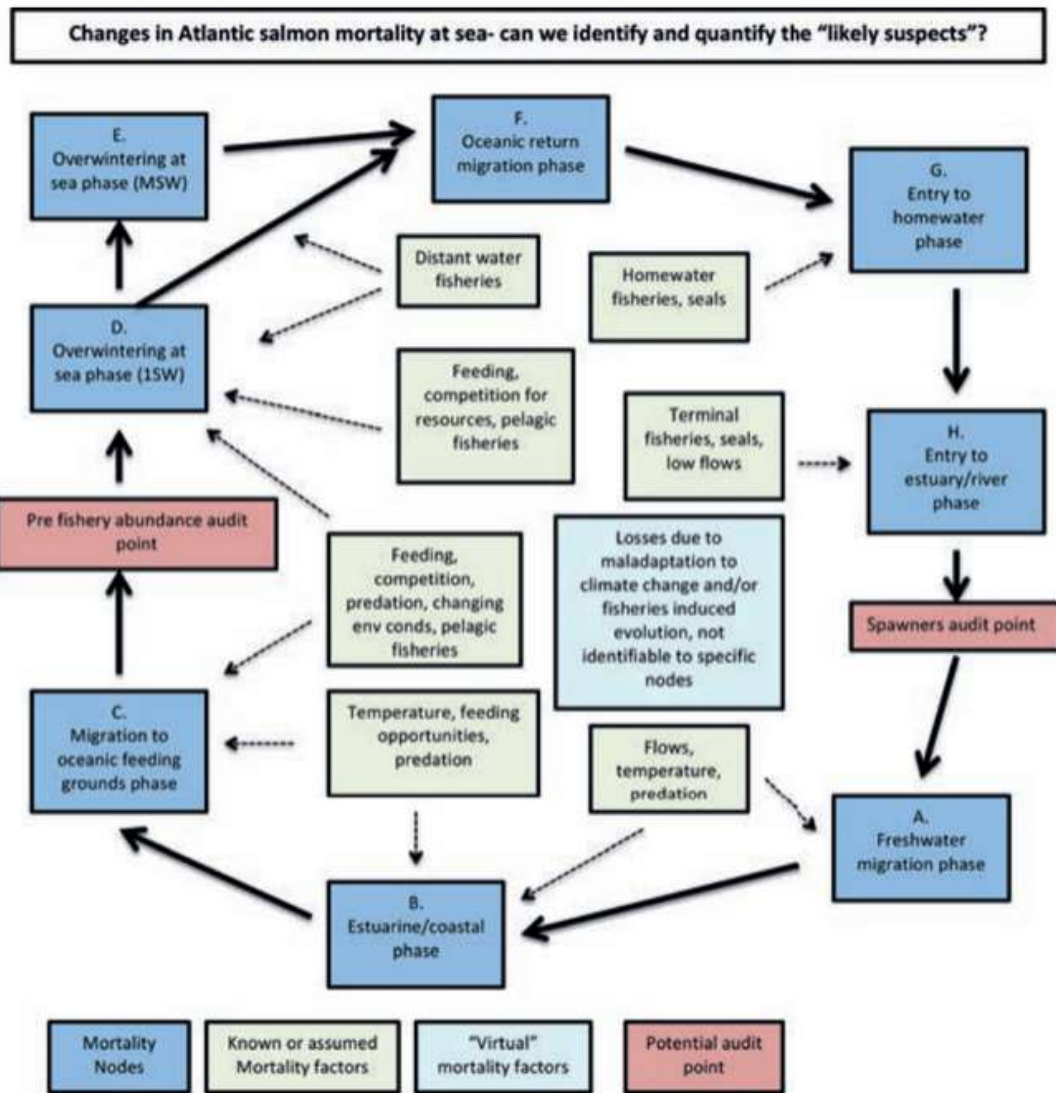 Changes in Atlantic salmon mortality at sea- can we identify and quantify the “likely suspects”?
E.
Overwintering at
sea phase (MSW)
F.
Oceanic return
migration phase
G.
Entry to
homewater
phase
Distant water
fisheries
Homewater
fisheries, seals
D.
Overwintering at
sea phase (1SW)
Feeding,
competition for
resources, pelagic
fisheries
Terminal
fisheries, seals,
low flows
H.
Entry to
estuary/river
phase
Pre fishery abundance audit
point
Feeding,
competition,
predation, changing
env conds, pelagic
fisheries
Losses due to
maladaptation to
climate change and/or
fisheries induced
evolution, not
identifiable to specific
nodes
Spawners audit point
C.
Migration to
oceanic feeding
grounds phase
Temperature, feeding
opportunities,
predation
Flows,
temperature,
predation
A.
Freshwater
migration phase
B.
Estuarine/coastal
phase
Mortality
Nodes
Known or assumed
Mortality factors
“Virtual”
mortality factors
Potential audit
point